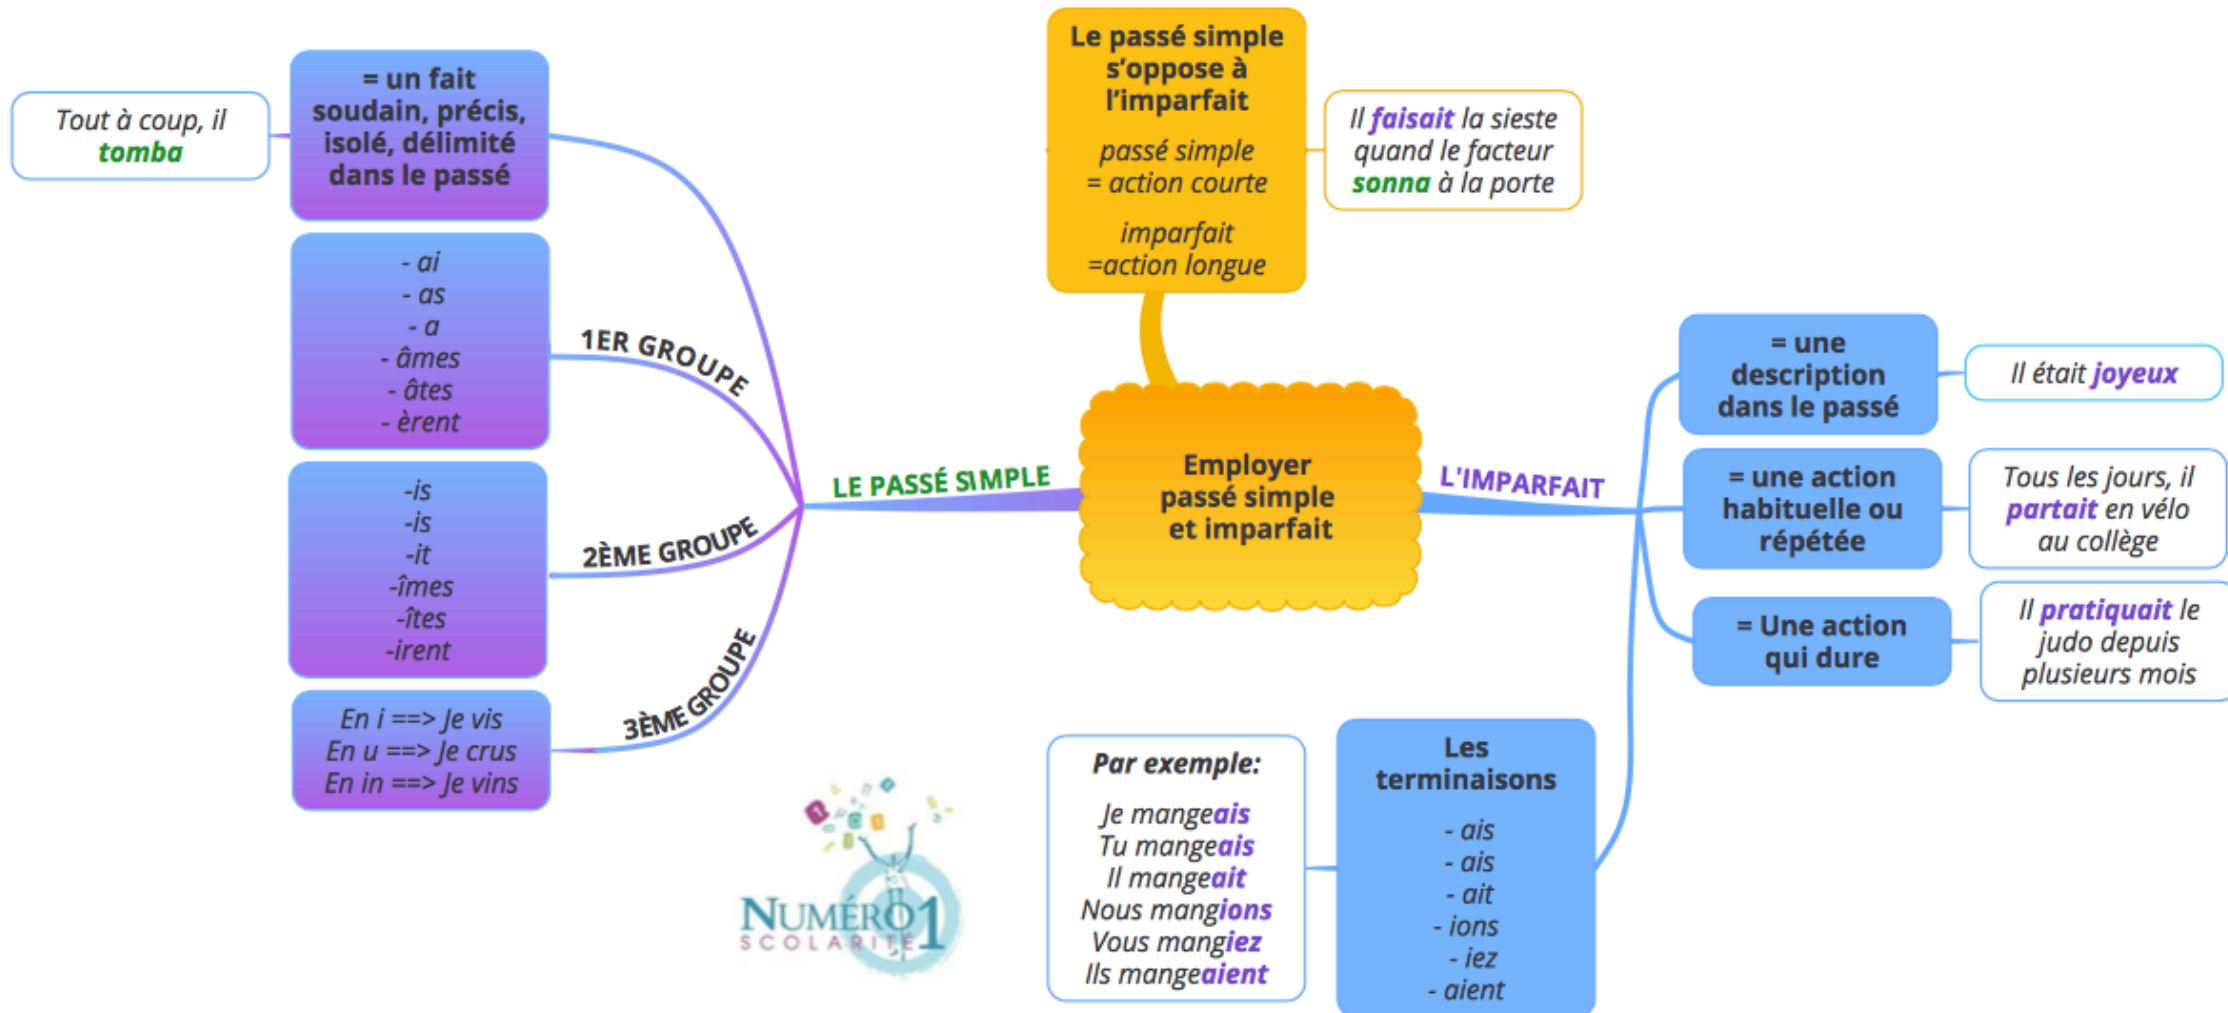 Le passé simple
s'oppose à
l'imparfait
passé simple
= action courte
imparfait
=action longue
Il faisait la sieste
quand le facteur
sonna à la porte
Employer
passé simple
et imparfait
LE PASSÉ SIMPLE
= un fait
soudain, précis,
isolé, délimité
dans le passé
Tout à coup, il
tomba
1ER GROUPE
- ai
- as
- a
- âmes
- âtes
- èrent
2ÈME GROUPE
-is
-is
-it
-îmes
-îtes
-irent
3ÈME GROUPE
En i ==> Je vis
En u ==> Je crus
En in ==> Je vins
L'IMPARFAIT
= une
description
dans le passé
Il était joyeux
= une action
habituelle ou
répétée
Tous les jours, il
partait en vélo
au collège
= Une action
qui dure
Il pratiquait le
judo depuis
plusieurs mois
Les
terminaisons
- ais
- ais
- ait
- ions
- iez
- aient
Par exemple:
Je mangeais
Tu mangeais
Il mangeait
Nous mangions
Vous mangiez
Ils mangeaient
NUMÉRO1
SCOLARITÉ